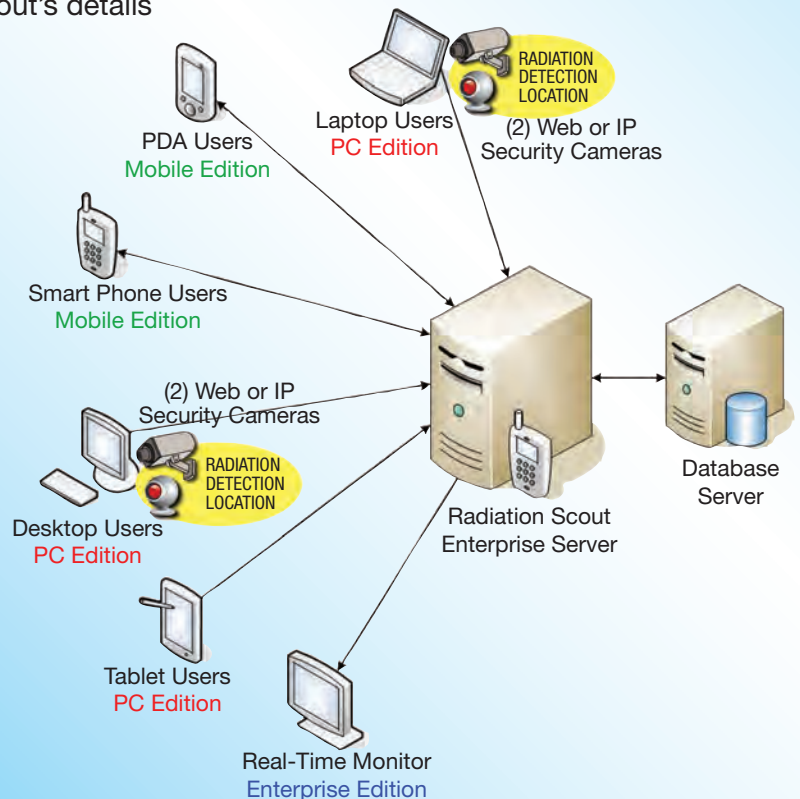 out's details
RADIATION
DETECTION
LOCATION
(2) Web or IP
Security Cameras
Laptop Users
PC Edition
PDA Users
Mobile Edition
Smart Phone Users
Mobile Edition
(2) Web or IP
Security Cameras
RADIATION
DETECTION
LOCATION
Desktop Users
PC Edition
Radiation Scout
Enterprise Server
Database
Server
Tablet Users
PC Edition
Real-Time Monitor
Enterprise Edition